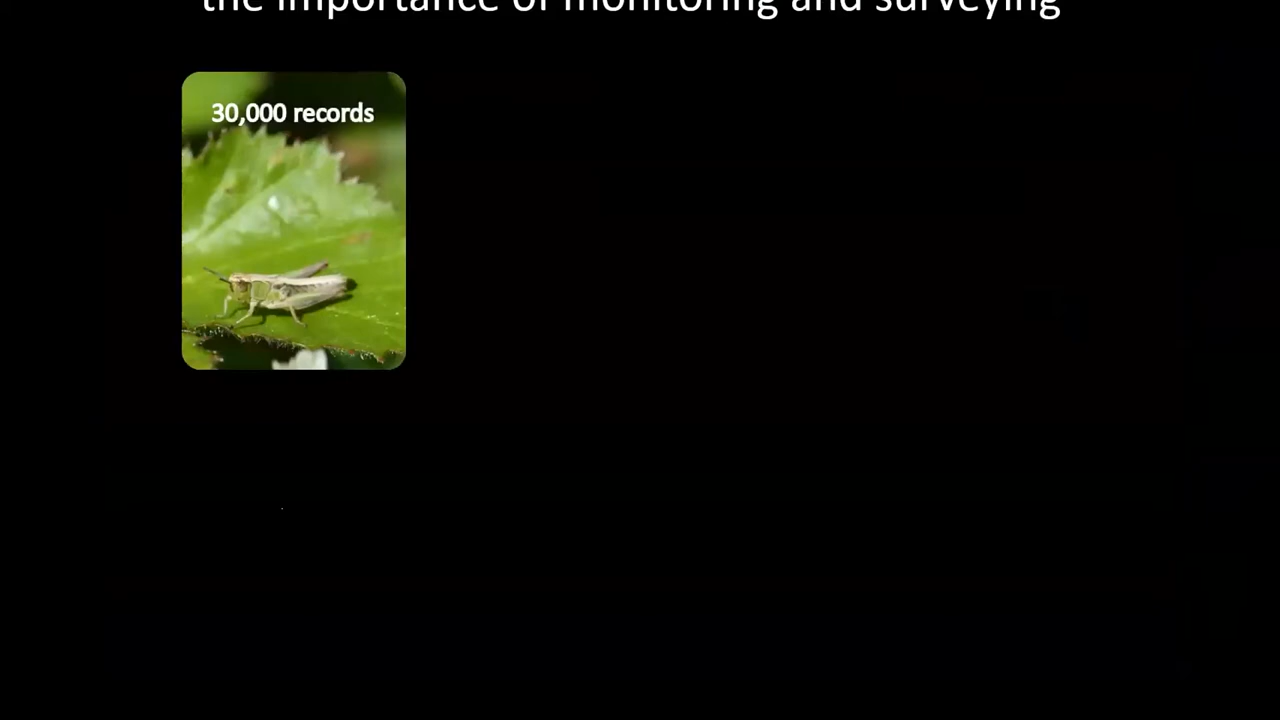 the importance of monitoring and surveying
30,000 records